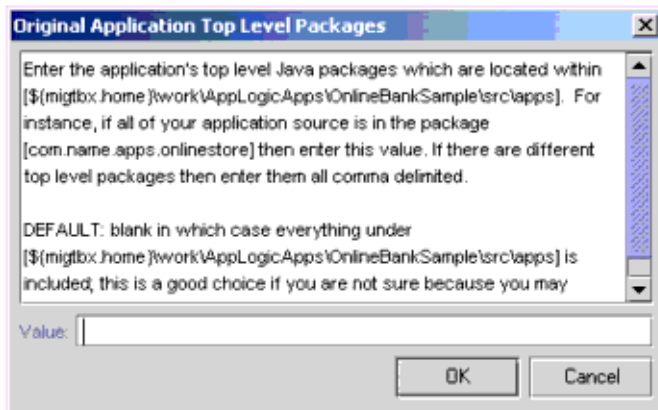 Original Application Top Level Packages
Enter the application's top level Java packages which are located within
[${migtbx.home}\work\AppLogicApps\OnlineBankSample\src\apps]. For
instance, if all of your application source is in the package
[com.name.apps.onlinestore] then enter this value. If there are different
top level packages then enter them all comma delimited.
DEFAULT: blank in which case everything under
[${migtbx.home}\work\AppLogicApps\OnlineBankSample\src\apps] is
included; this is a good choice if you are not sure because you may
Value:
OK
Cancel